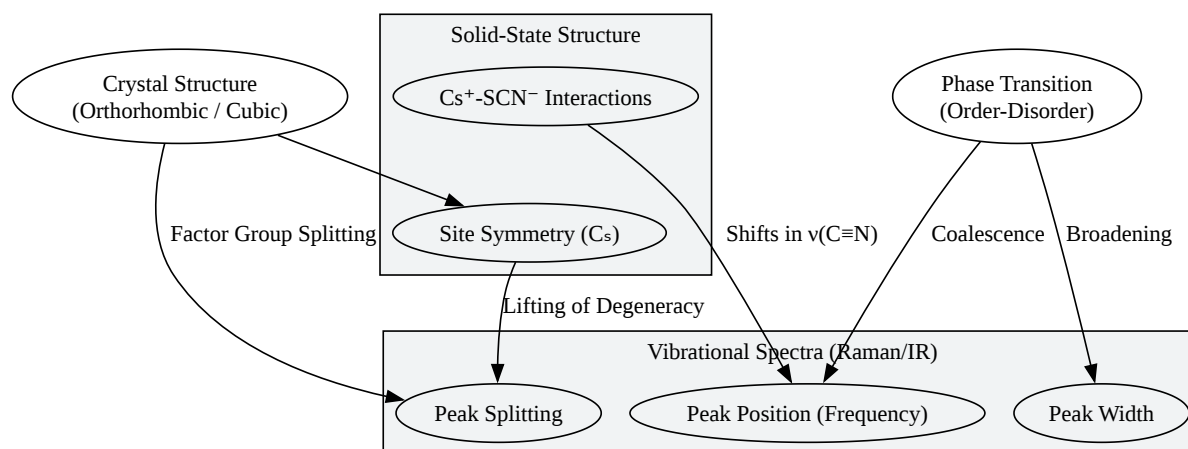 Solid-State Structure
Crystal Structure
(Orthorhombic / Cubic)
Cs⁺-SCN⁻ Interactions
Phase Transition
(Order-Disorder)
Factor Group Splitting
Site Symmetry (Cₛ)
Shifts in ν(C≡N)
Coalescence
Broadening
Lifting of Degeneracy
Vibrational Spectra (Raman/IR)
Peak Splitting
Peak Position (Frequency)
Peak Width